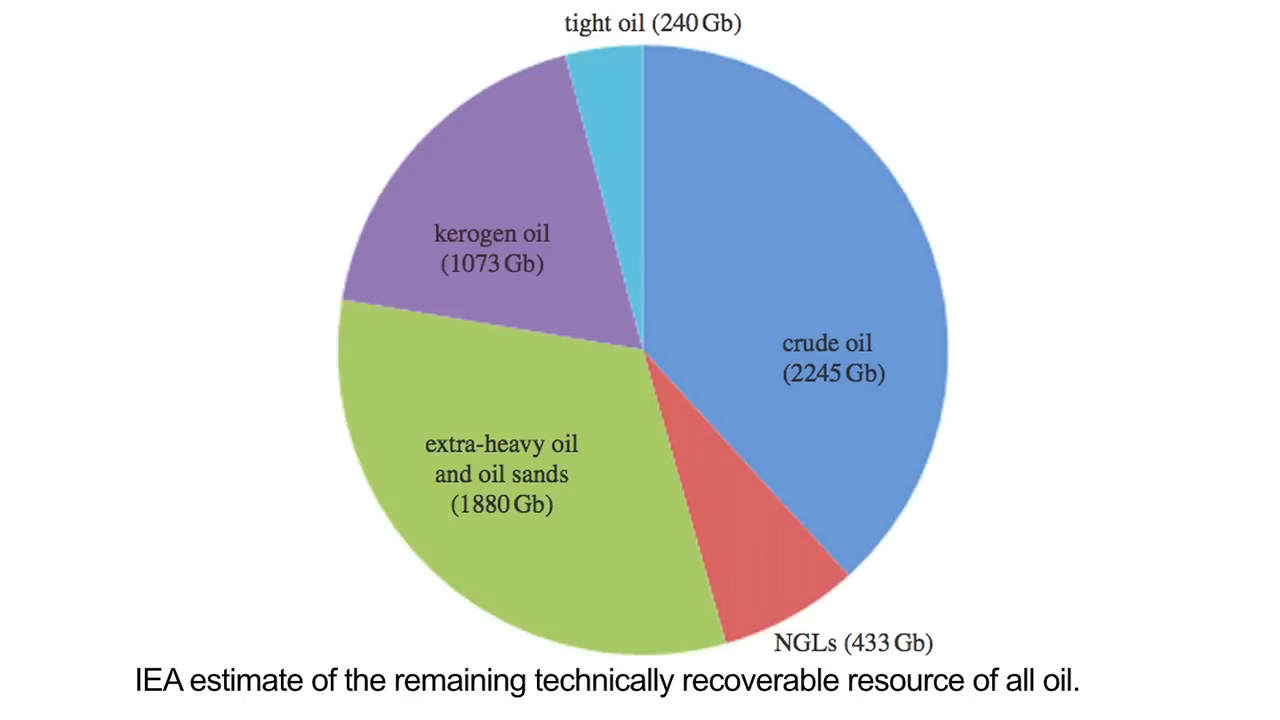 tight oil (240 Gb)
kerogen oil
(1073 Gb)
crude oil
(2245 Gb)
extra-heavy oil
and oil sands
(1880 Gb)
NGLs (433 Gb)
IEA estimate of the remaining technically recoverable resource of all oil.